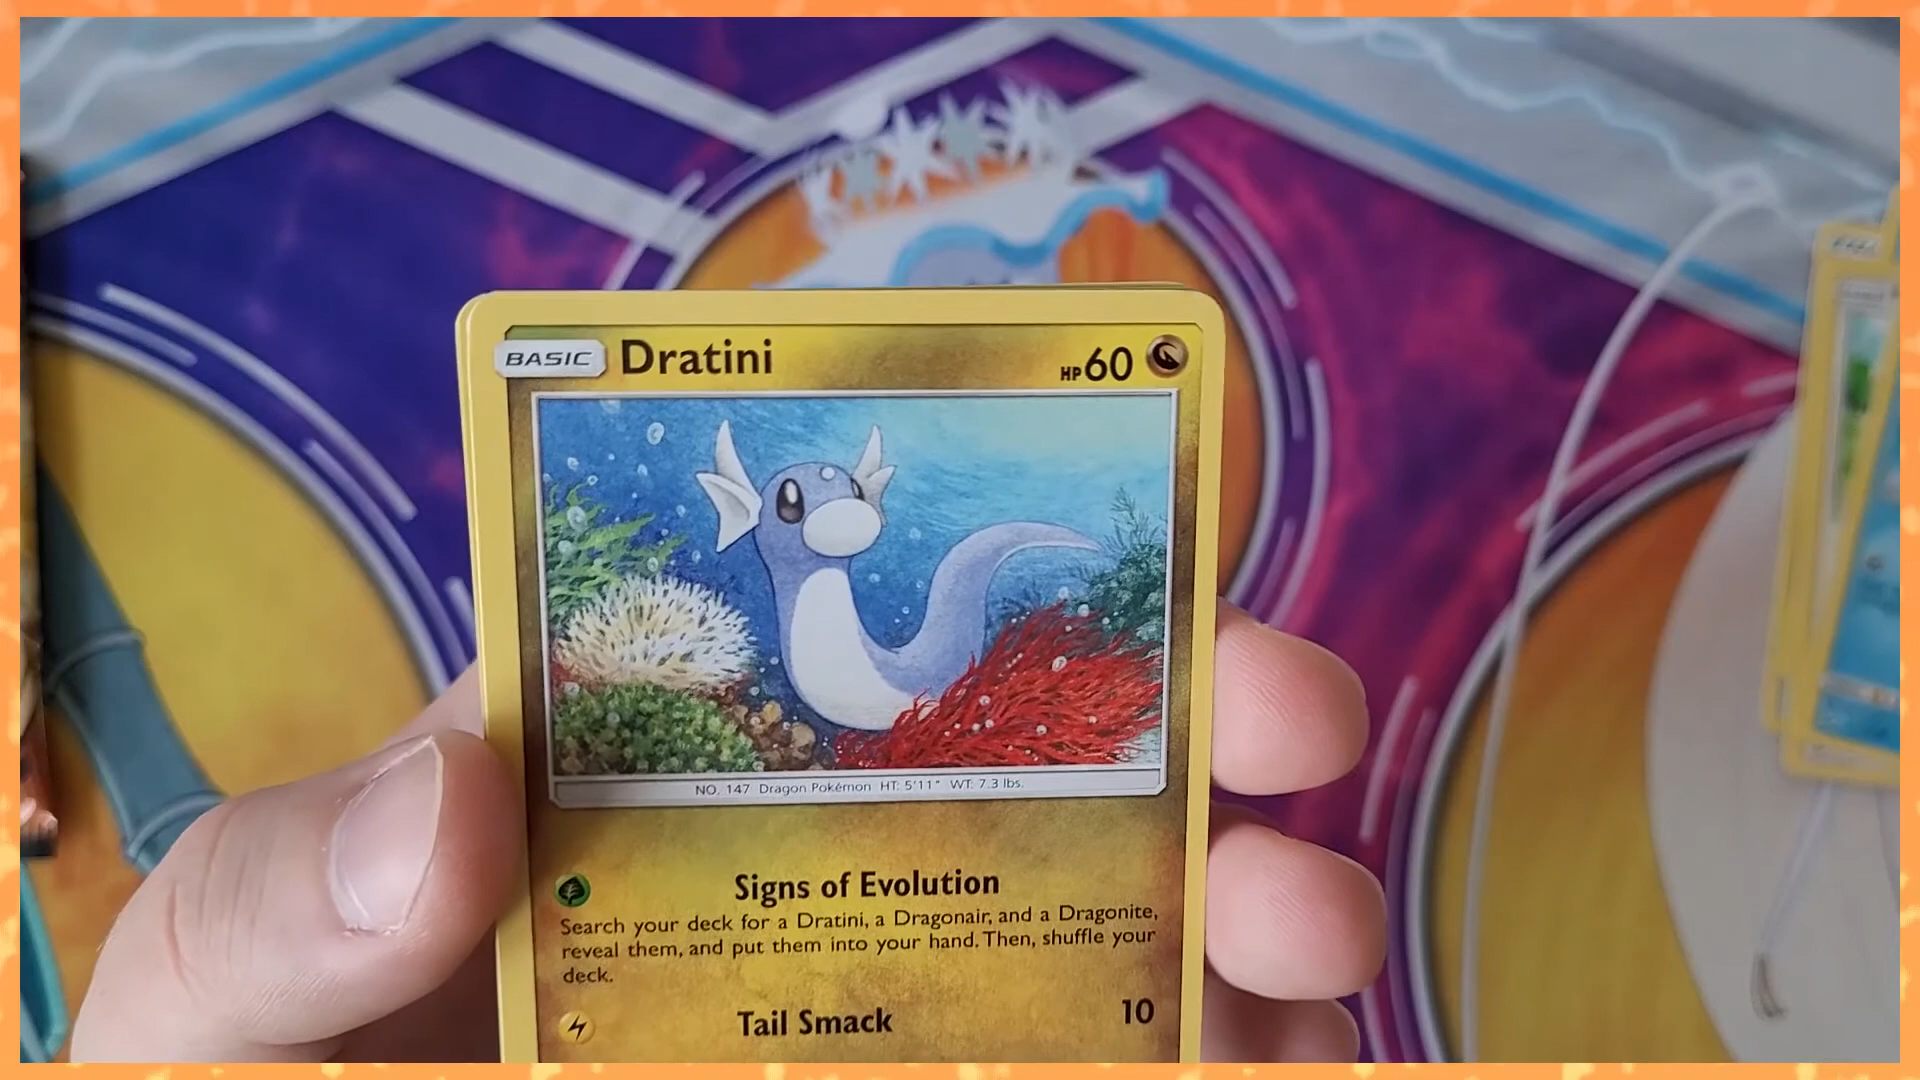 BASIC Dratini HP 60
NO. 147 Dragon Pokémon HT: 5'11" WT: 7.3 lbs.
Signs of Evolution
Search your deck for a Dratini, a Dragonair, and a Dragonite,
reveal them, and put them into your hand. Then, shuffle your
deck.
Tail Smack 10